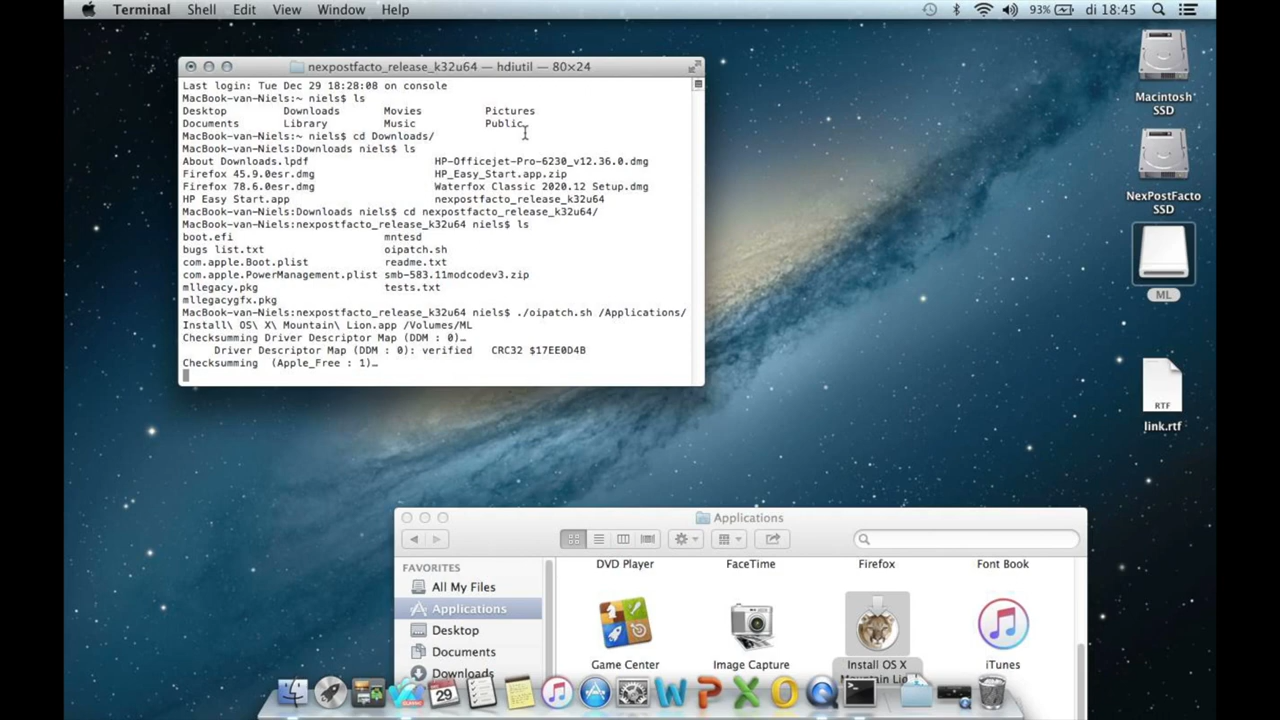 Terminal Shell Edit View Window Help 93% di 18:45
nexpostfacto_release_k32u64 — hdiutil — 80×24
Last login: Tue Dec 29 18:28:08 on console
MacBook-van-Niels:~ niels$ ls
Desktop Downloads Movies Pictures
Documents Library Music Public
MacBook-van-Niels:~ niels$ cd Downloads/
MacBook-van-Niels:Downloads niels$ ls
About Downloads.lpdf HP-Officejet-Pro-6230_v12.36.0.dmg
Firefox 45.9.0esr.dmg HP_Easy_Start.app.zip
Firefox 78.6.0esr.dmg Waterfox Classic 2020.12 Setup.dmg
HP Easy Start.app nexpostfacto_release_k32u64
MacBook-van-Niels:Downloads niels$ cd nexpostfacto_release_k32u64/
MacBook-van-Niels:nexpostfacto_release_k32u64 niels$ ls
boot.efi mntesd
bugs list.txt oipatch.sh
com.apple.Boot.plist readme.txt
com.apple.PowerManagement.plist smb-583.11modcodev3.zip
mllegacy.pkg tests.txt
mllegacygfx.pkg
MacBook-van-Niels:nexpostfacto_release_k32u64 niels$ ./oipatch.sh /Applications/
Install\ OS\ X\ Mountain\ Lion.app /Volumes/ML
Checksumming Driver Descriptor Map (DDM : 0)…
Driver Descriptor Map (DDM : 0): verified CRC32 $17EE0D4B
Checksumming (Apple_Free : 1)…
Macintosh
SSD
NexPostFacto
SSD
ML
RTF
link.rtf
Applications
FAVORITES
All My Files
Applications
Desktop
Documents
Downloads
DVD Player FaceTime Firefox Font Book
Game Center Image Capture Install OS X iTunes
Mountain Lion
29